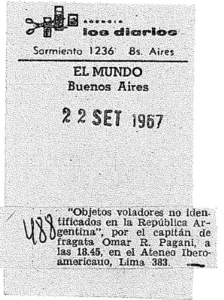 AGENCIA
los diarios
Sarmiento 1236 Bs. Aires
EL MUNDO
Buenos Aires
22 SET 1967
488
"Objetos voladores no iden-
tificados en la República Ar-
gentina", por el capitán de
fragata Omar R. Pagani, a
las 18.45, en el Ateneo Ibero-
americano, Lima 383.